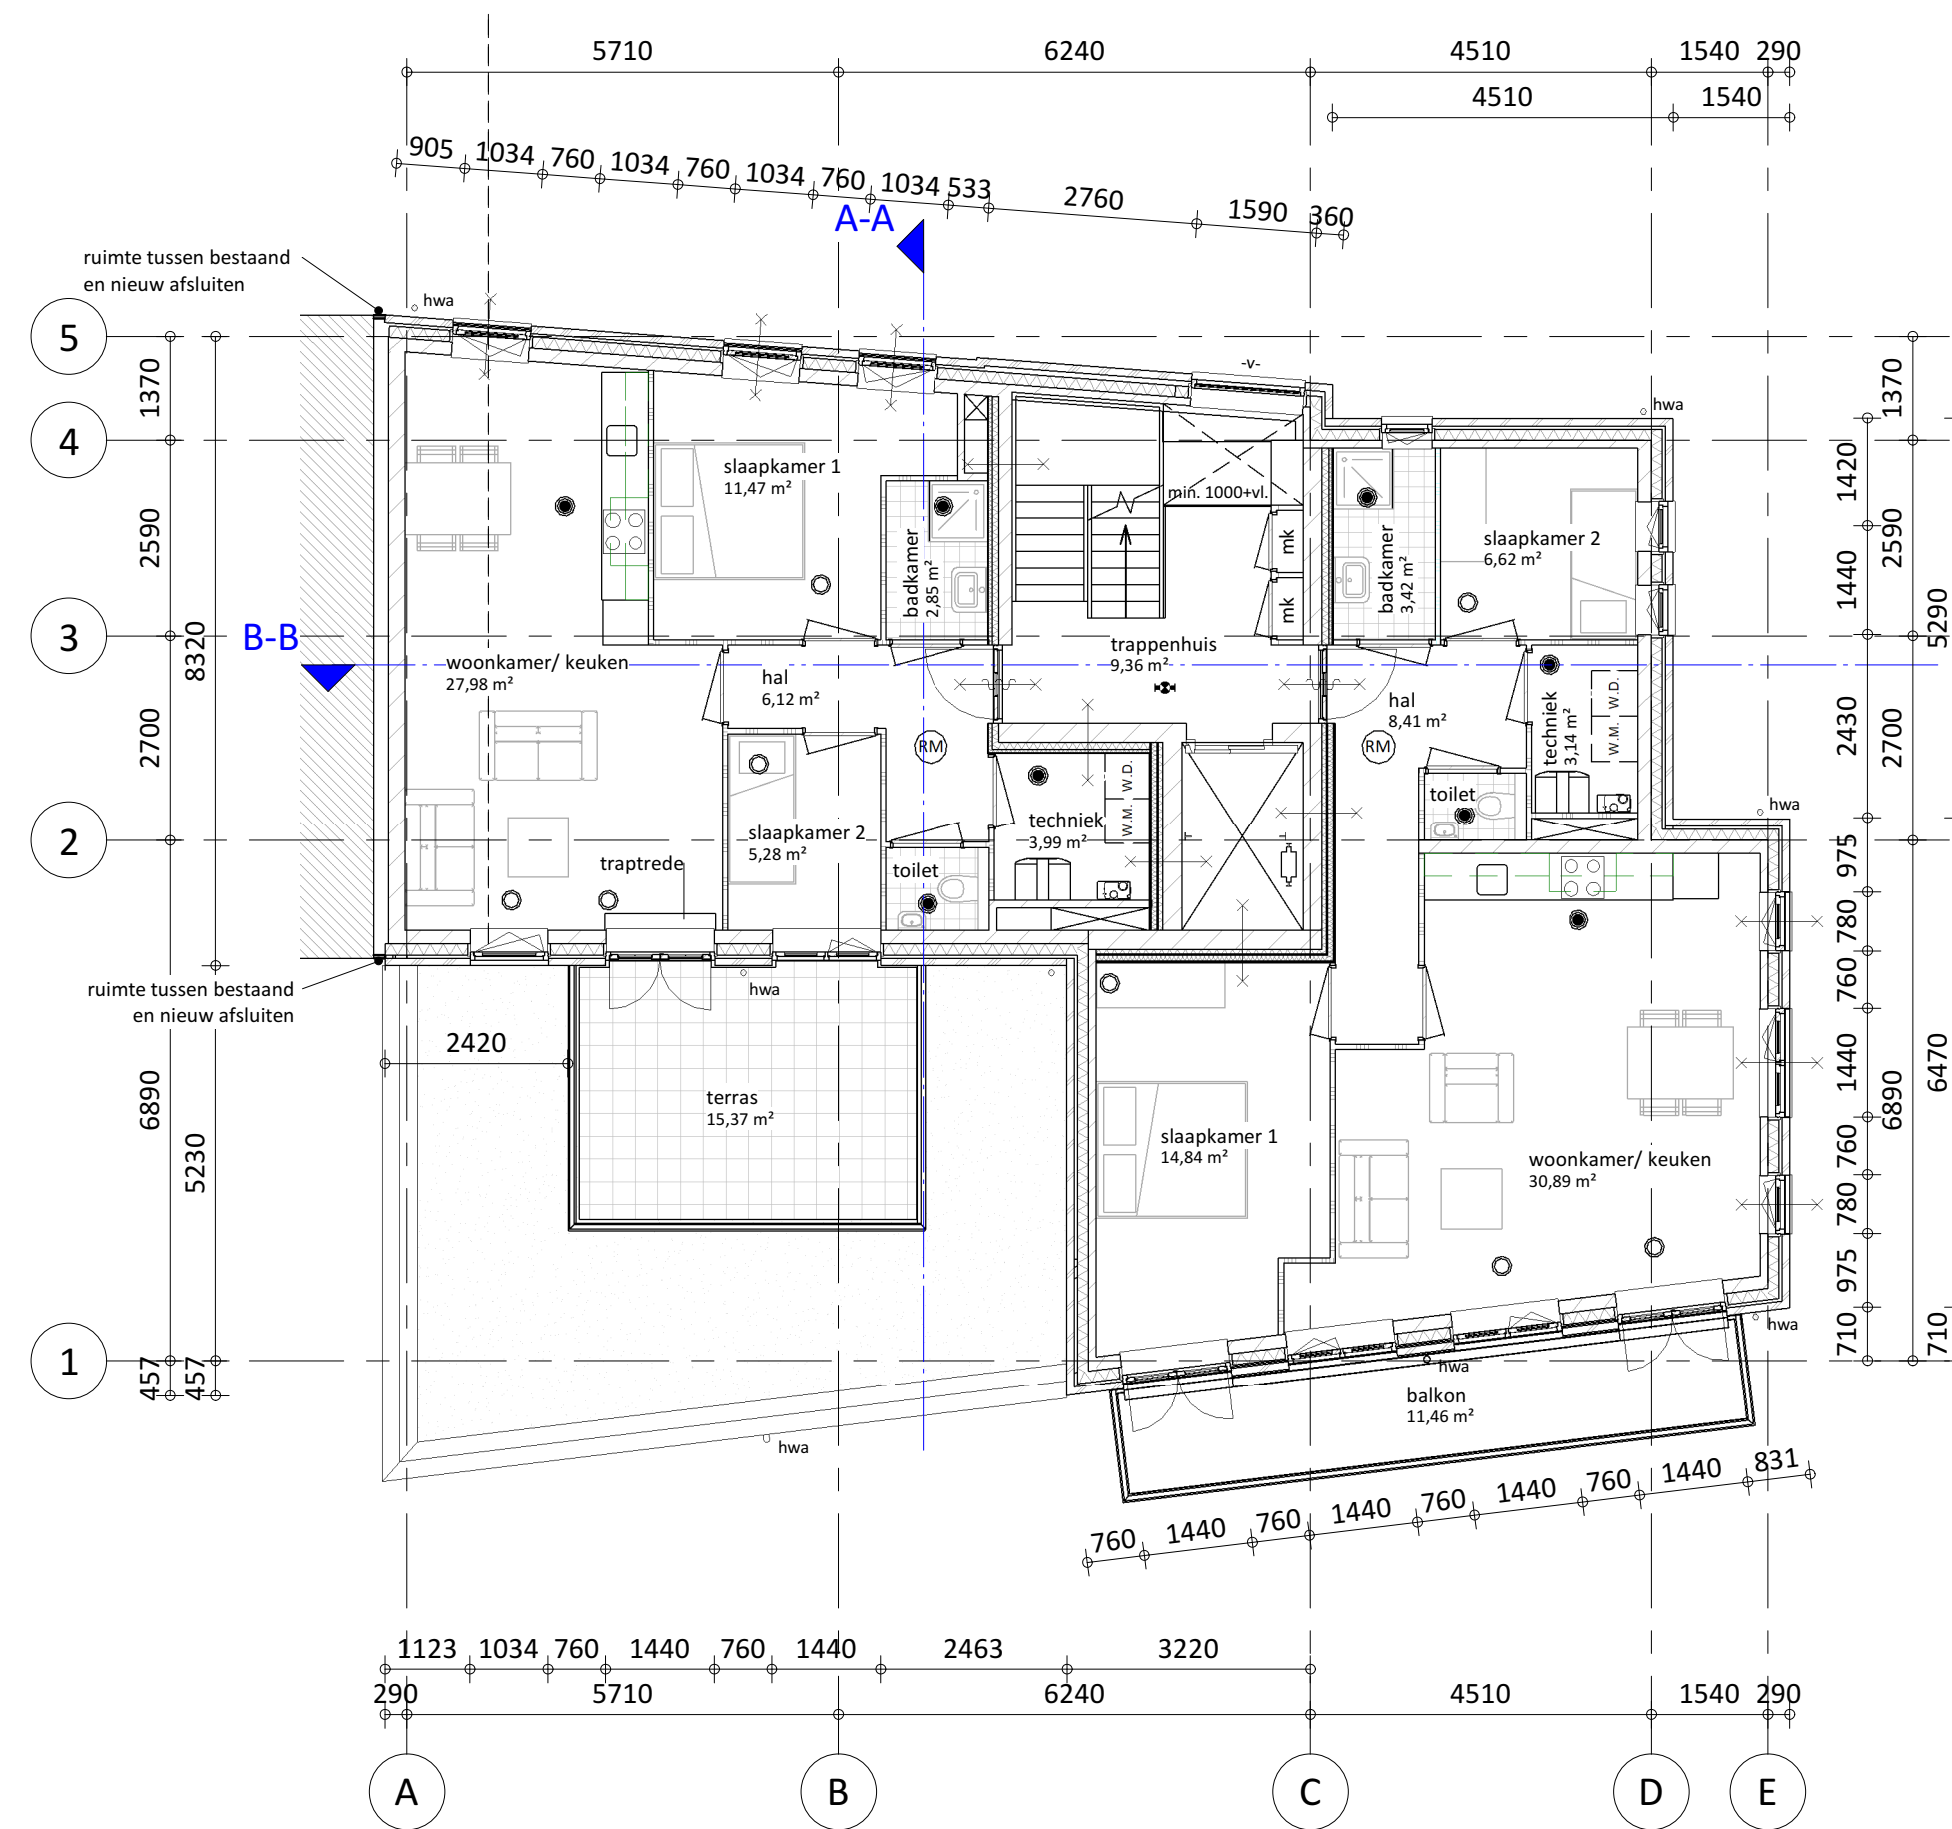 5710
6240
4510
1540
290
4510
1540
905
1034
760
1034
760
1034
760
1034
533
2760
1590
360
A-A
ruimte tussen bestaand
en nieuw afsluiten
hwa
-v-
hwa
5
4
3
2
1
1370
2590
2700
6890
457
8320
5230
457
B-B
slaapkamer 1
11,47 m²
badkamer
2,85 m²
min. 1000+vl.
mk
mk
badkamer
3,42 m²
slaapkamer 2
6,62 m²
woonkamer/ keuken
27,98 m²
hal
6,12 m²
trappenhuis
9,36 m²
hal
8,41 m²
techniek
3,14 m²
W.D.
W.M.
RM
RM
W.D.
W.M.
techniek
3,99 m²
slaapkamer 2
5,28 m²
toilet
toilet
hwa
traptrede
ruimte tussen bestaand
en nieuw afsluiten
hwa
2420
terras
15,37 m²
slaapkamer 1
14,84 m²
woonkamer/ keuken
30,89 m²
hwa
hwa
balkon
11,46 m²
hwa
1420
1440
2430
975
780
760
1440
760
780
975
710
1370
2590
2700
6890
5290
6470
710
760
1440
760
1440
760
1440
760
1440
831
1123
1034
760
1440
760
1440
2463
3220
290
5710
6240
4510
1540
290
A
B
C
D
E